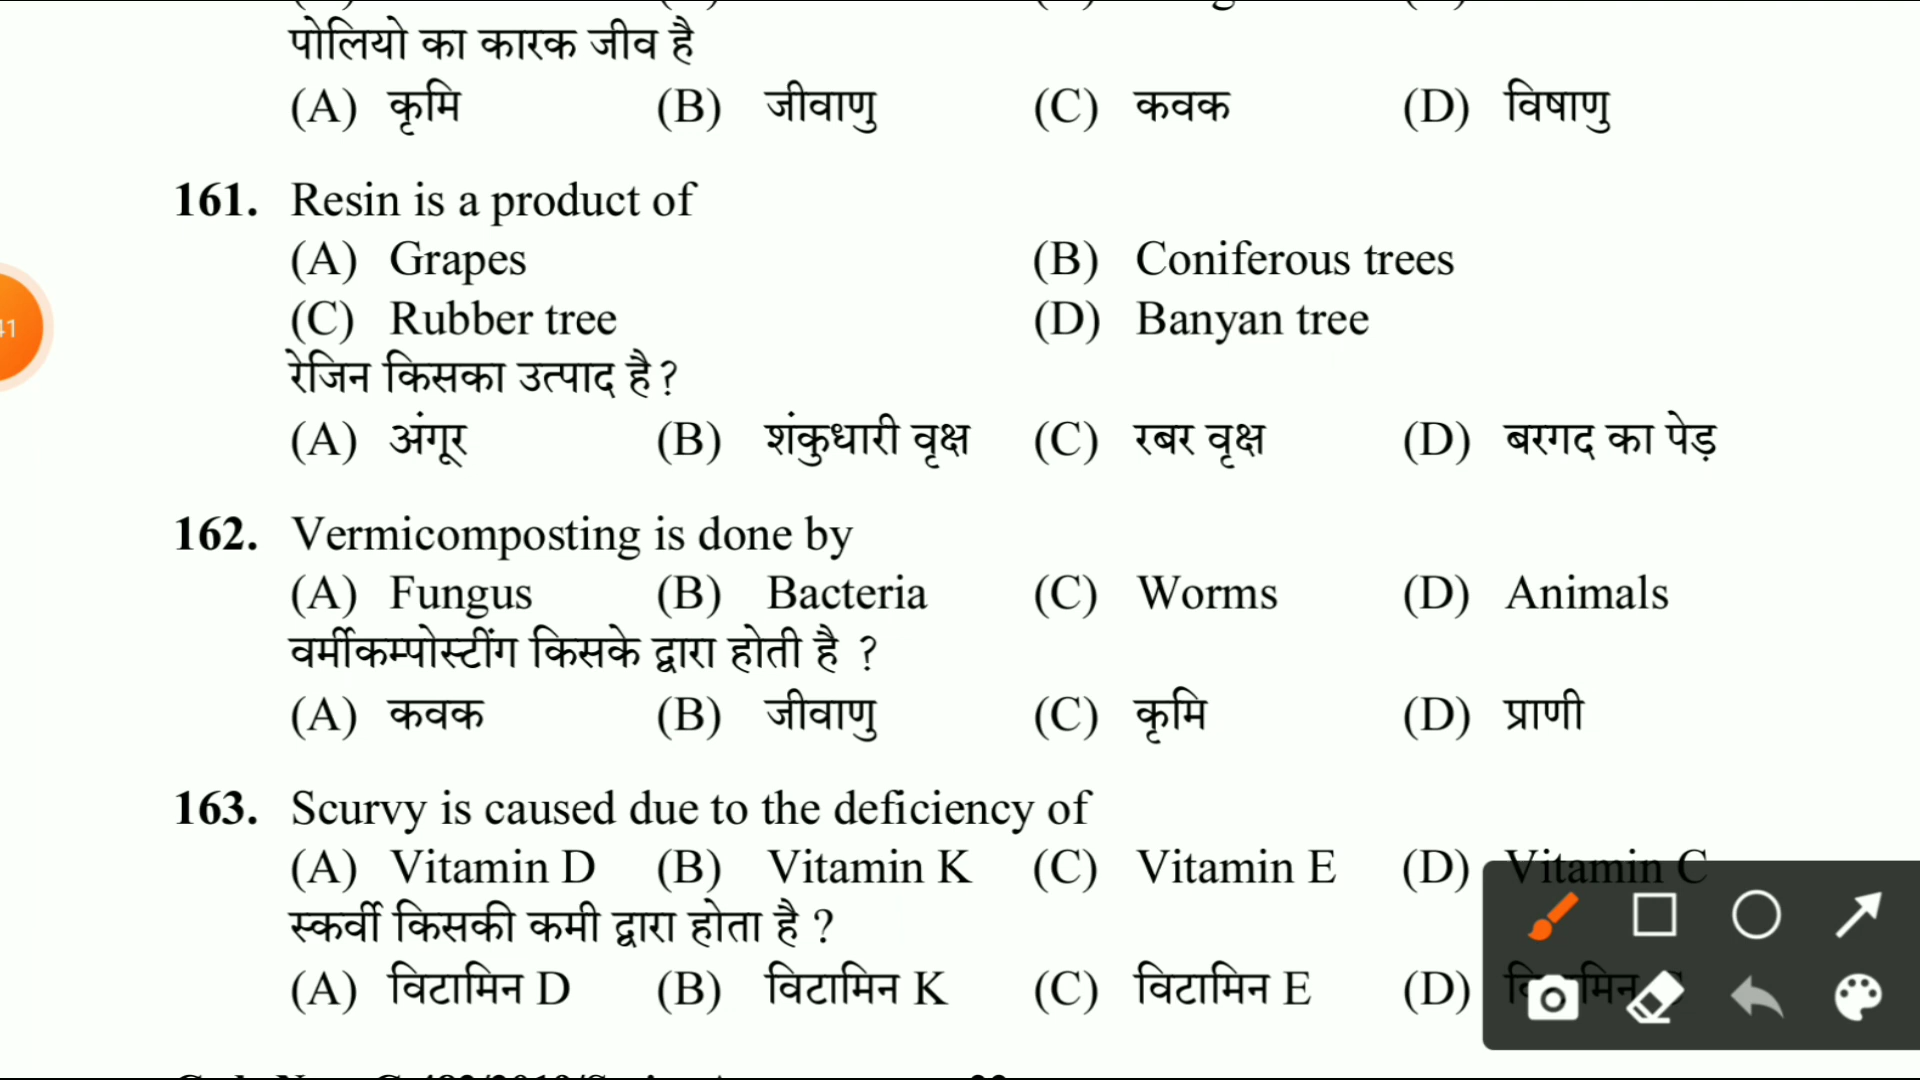 पोलियो का कारक जीव है
(A) कृमि (B) जीवाणु (C) कवक (D) विषाणु
161. Resin is a product of
(A) Grapes (B) Coniferous trees
(C) Rubber tree (D) Banyan tree
रेजिन किसका उत्पाद है ?
(A) अंगूर (B) शंकुधारी वृक्ष (C) रबर वृक्ष (D) बरगद का पेड़
162. Vermicomposting is done by
(A) Fungus (B) Bacteria (C) Worms (D) Animals
वर्मीकम्पोस्टींग किसके द्वारा होती है ?
(A) कवक (B) जीवाणु (C) कृमि (D) प्राणी
163. Scurvy is caused due to the deficiency of
(A) Vitamin D (B) Vitamin K (C) Vitamin E (D) Vitamin C
स्कर्वी किसकी कमी द्वारा होता है ?
(A) विटामिन D (B) विटामिन K (C) विटामिन E (D)
41